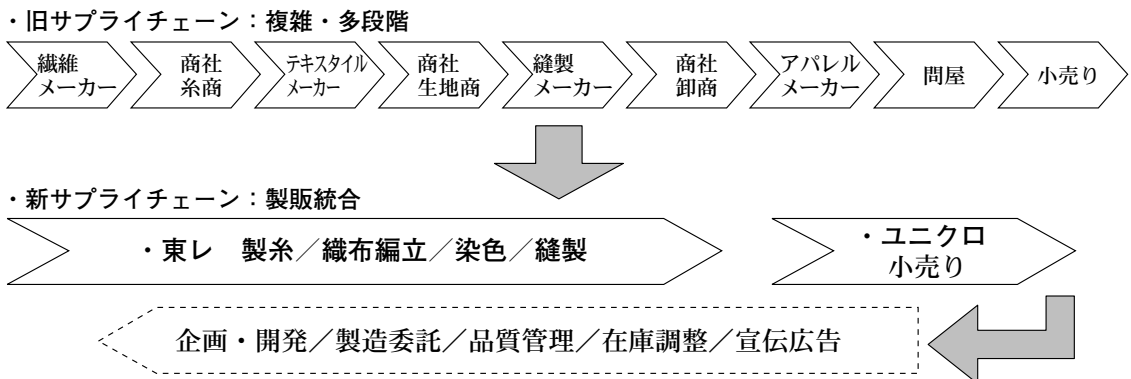 ・旧サプライチェーン：複雑・多段階
繊維
メーカー
商社
糸商
テキスタイル
メーカー
商社
生地商
縫製
メーカー
商社
卸商
アパレル
メーカー
問屋
小売り
・新サプライチェーン：製販統合
・東レ　製糸／織布編立／染色／縫製
・ユニクロ
小売り
企画・開発／製造委託／品質管理／在庫調整／宣伝広告